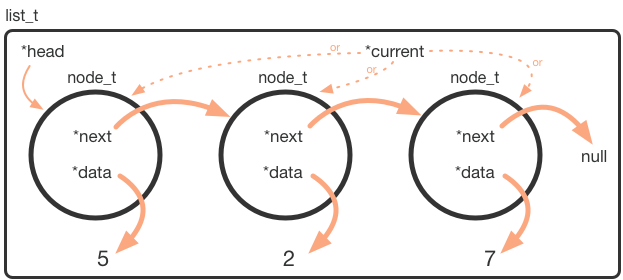 list_t
*head
or
*current
or
or
node_t
node_t
node_t
*next
*next
*next
*data
*data
*data
null
5
2
7